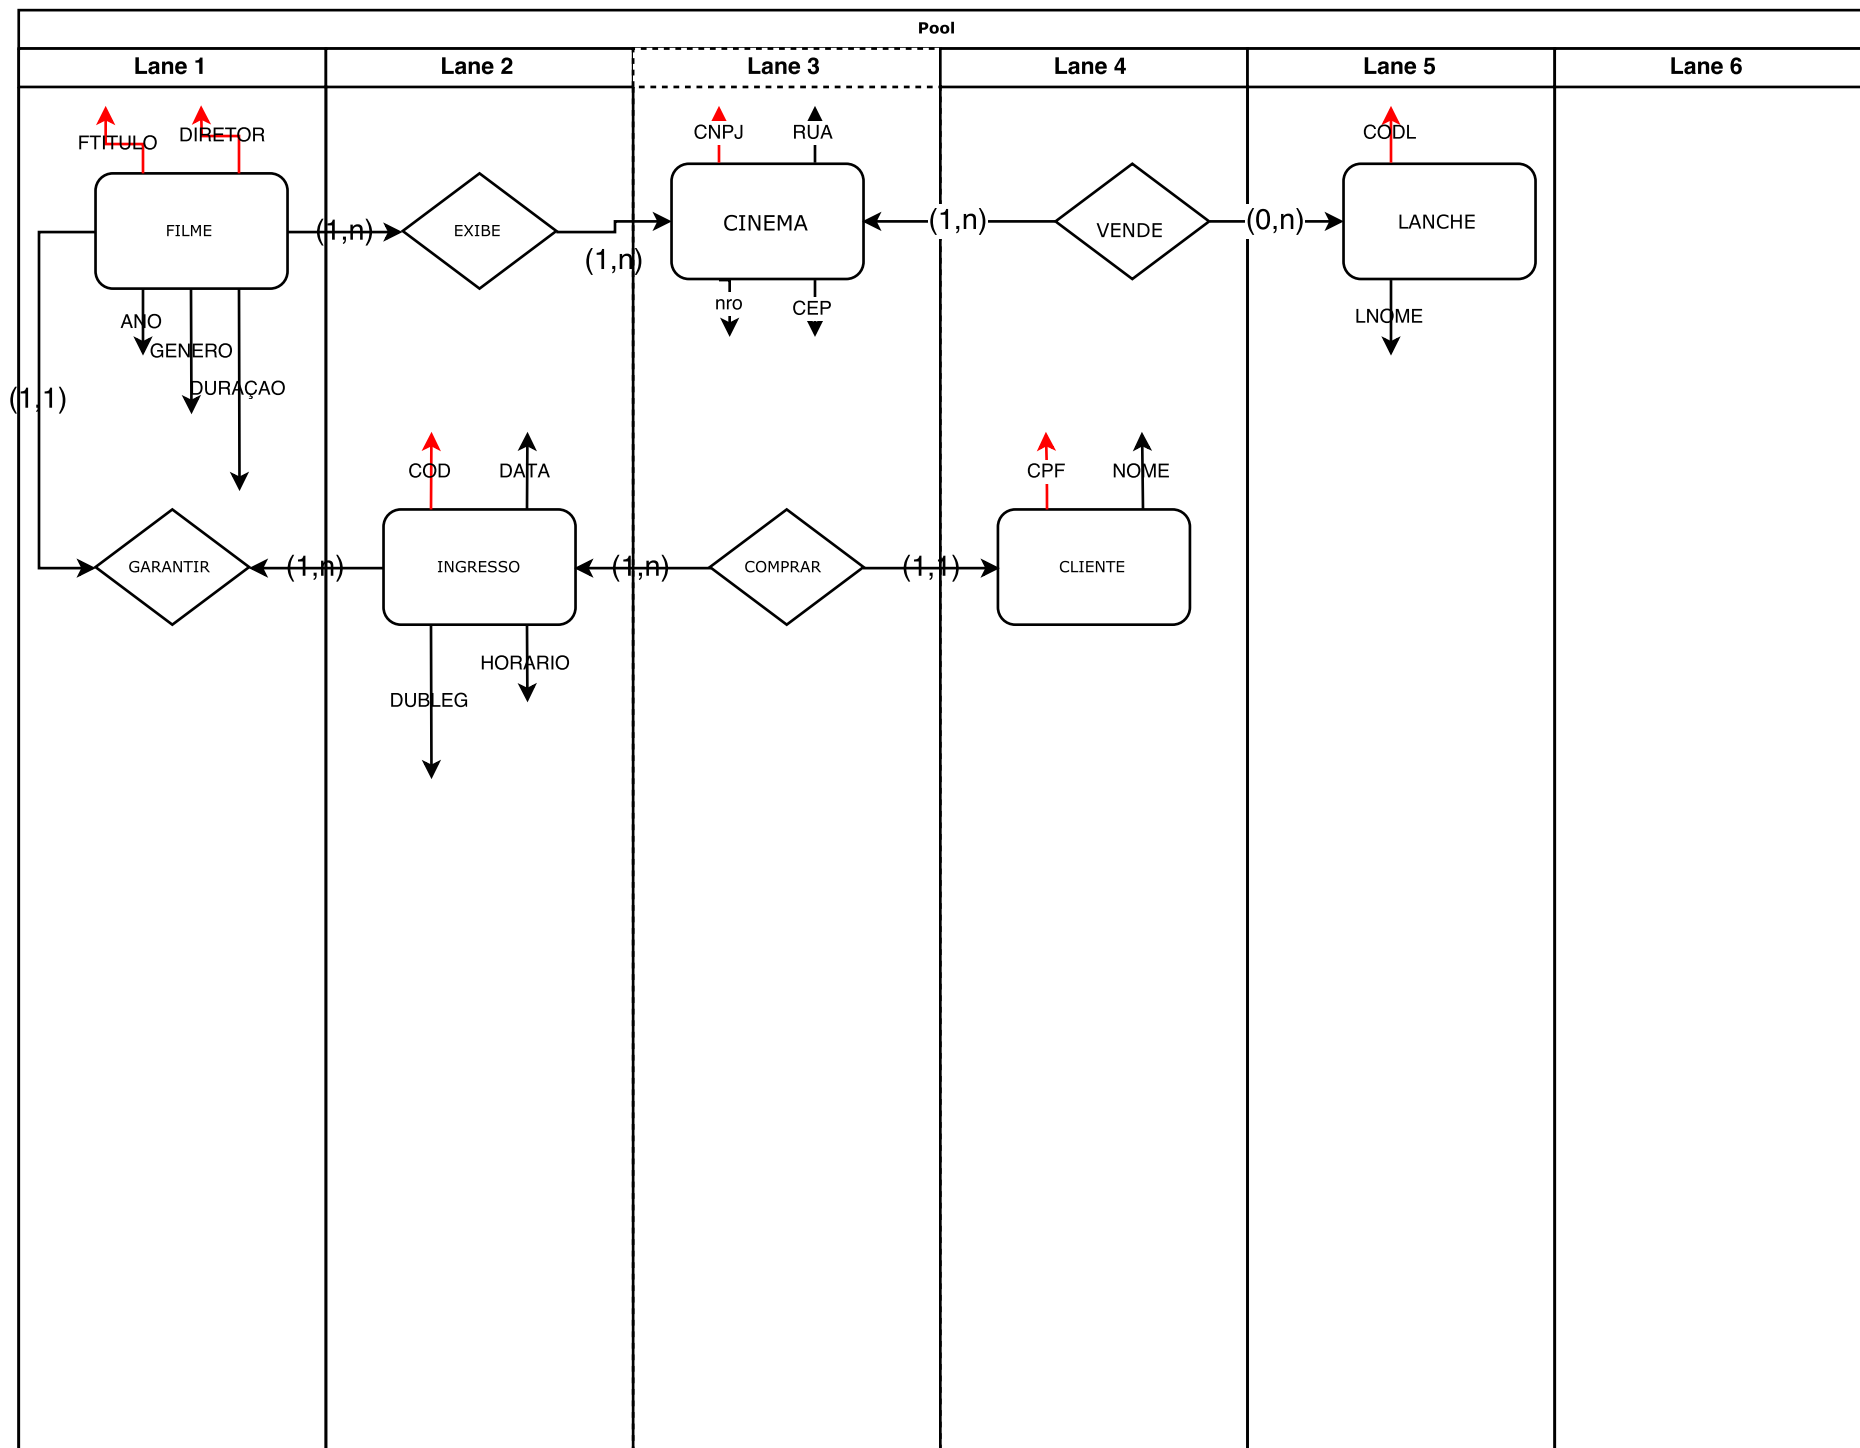 Pool
Lane 1
Lane 2
Lane 3
Lane 4
Lane 5
Lane 6
FTITULO
DIRETOR
CNPJ
RUA
CODL
FILME
(1,n)
EXIBE
(1,n)
CINEMA
(1,n)
VENDE
(0,n)
LANCHE
ANO
GENERO
DURAÇAO
nro
CEP
LNOME
(1,1)
COD
DATA
CPF
NOME
GARANTIR
(1,n)
INGRESSO
(1,n)
COMPRAR
(1,1)
CLIENTE
HORARIO
DUBLEG